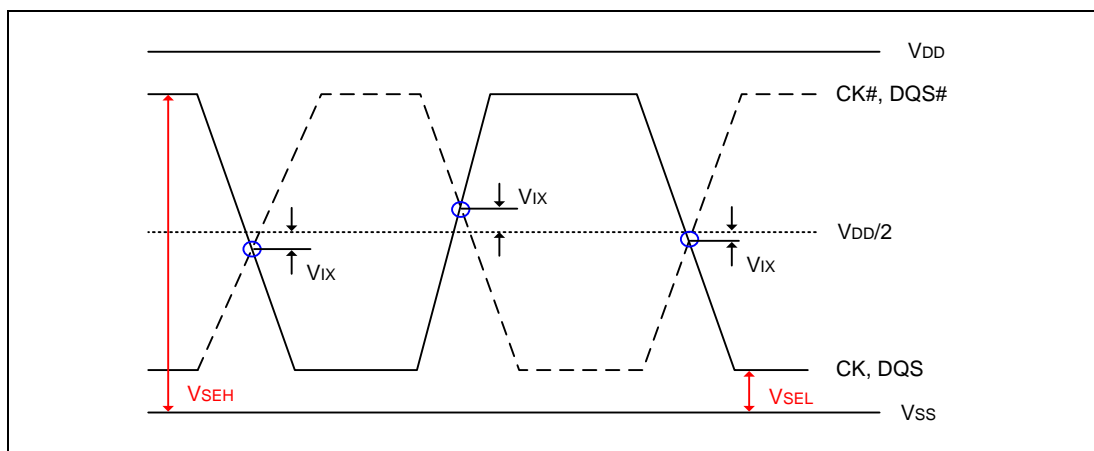 VDD
CK#, DQS#
VIX
VDD/2
VIX
VIX
CK, DQS
VSEH
VSEL
VSS